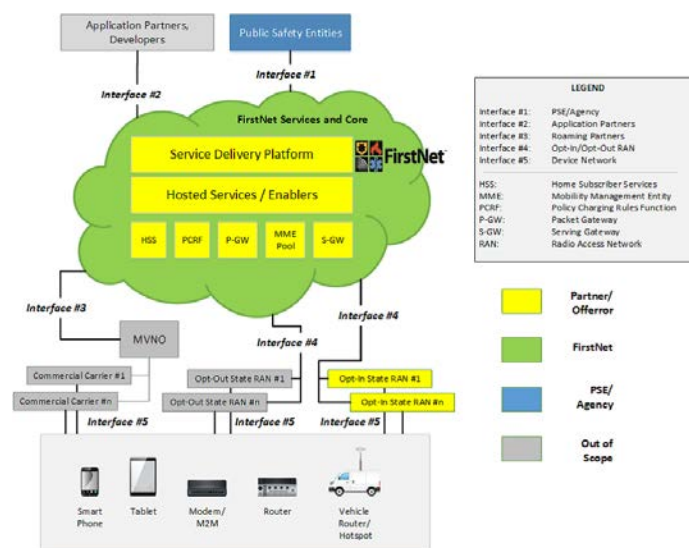 Application Partners,
Developers
Public Safety Entities
Interface #1
Interface #2
FirstNet Services and Core
Service Delivery Platform
FirstNet™
Hosted Services / Enablers
HSS
PCRF
P-GW
MME
Pool
S-GW
Interface #3
Interface #4
Interface #4
MVNO
Commercial Carrier #1
Commercial Carrier #n
Opt-Out State RAN #1
Opt-Out State RAN #n
Opt-In State RAN #1
Opt-In State RAN #n
Interface #5
Interface #5
Interface #5
Smart
Phone
Tablet
Modem/
M2M
Router
Vehicle
Router/
Hotspot
LEGEND
Interface #1: PSE/Agency
Interface #2: Application Partners
Interface #3: Roaming Partners
Interface #4: Opt-In/Opt-Out RAN
Interface #5: Device Network
HSS: Home Subscriber Services
MME: Mobility Management Entity
PCRF: Policy Charging Rules Function
P-GW: Packet Gateway
S-GW: Serving Gateway
RAN: Radio Access Network
Partner/
Offerror
FirstNet
PSE/
Agency
Out of
Scope